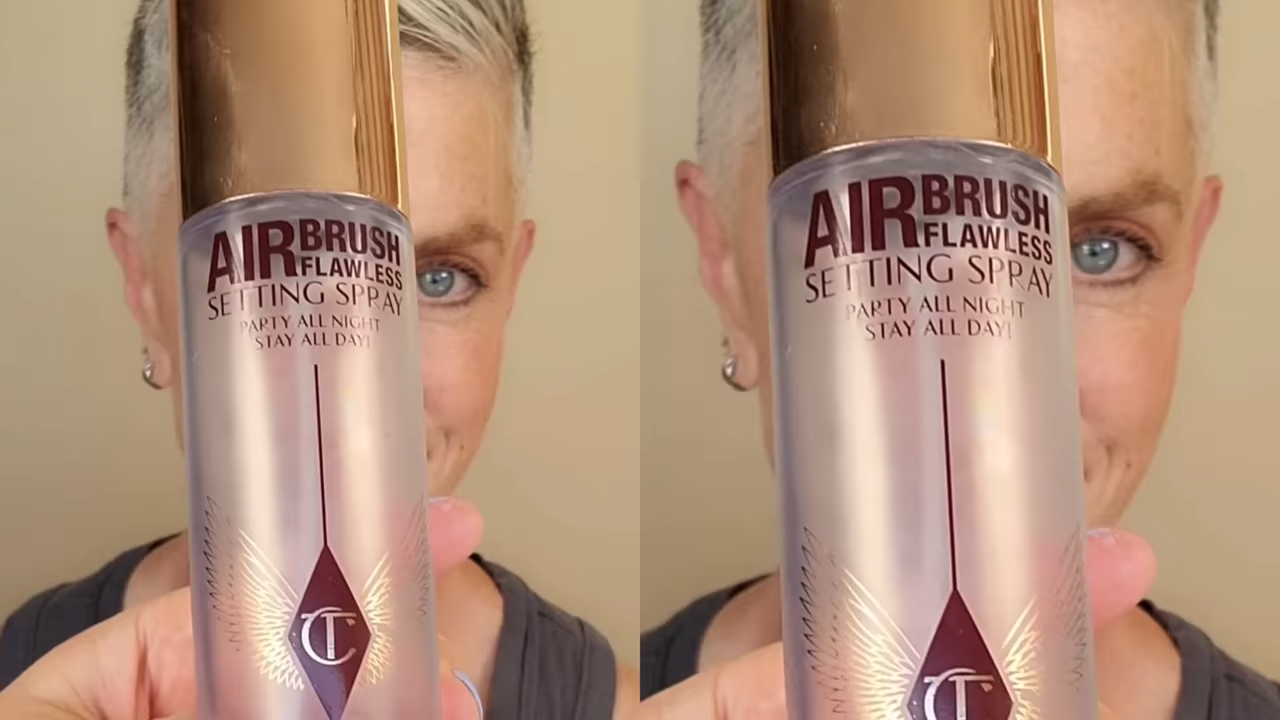 AIRBRUSH
FLAWLESS
SETTING SPRAY
PARTY ALL NIGHT
STAY ALL DAY!
CT
AIRBRUSH
FLAWLESS
SETTING SPRAY
PARTY ALL NIGHT
STAY ALL DAY!
CT